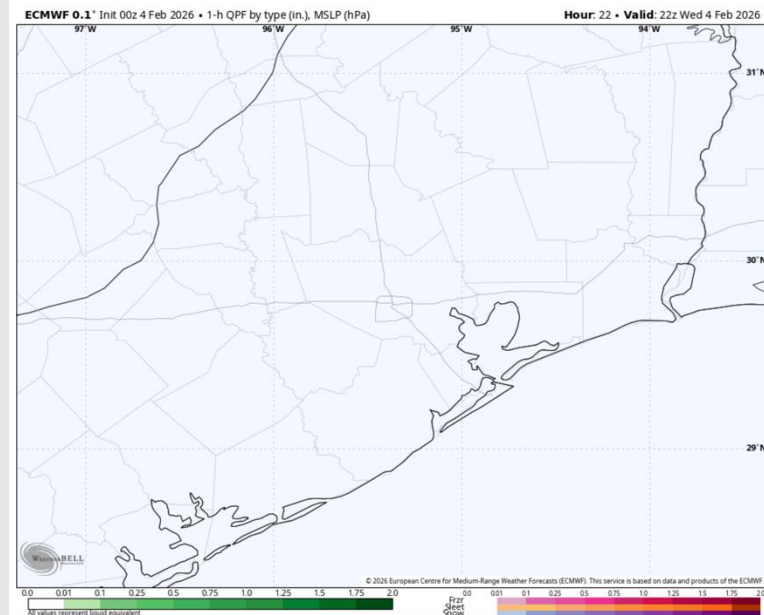 ECMWF 0.1° Init 00z 4 Feb 2026 • 1-h QPF by type (in.), MSLP (hPa)
Hour: 22 • Valid: 22z Wed 4 Feb 2026
97°W 96°W 95°W 94°W
31°N
30°N
29°N
WeatherBELL
© 2026 European Centre for Medium-Range Weather Forecasts (ECMWF). This service is based on data and products of the ECMWF.
0.0 0.01 0.1 0.25 0.5 0.75 1.0 1.25 1.5 1.75 2.0
0.0 0.01 0.1 0.25 0.5 0.75 1.0 1.25 1.5 1.75 2.0
Frzr
Sleet
Snow
All values represent liquid equivalent